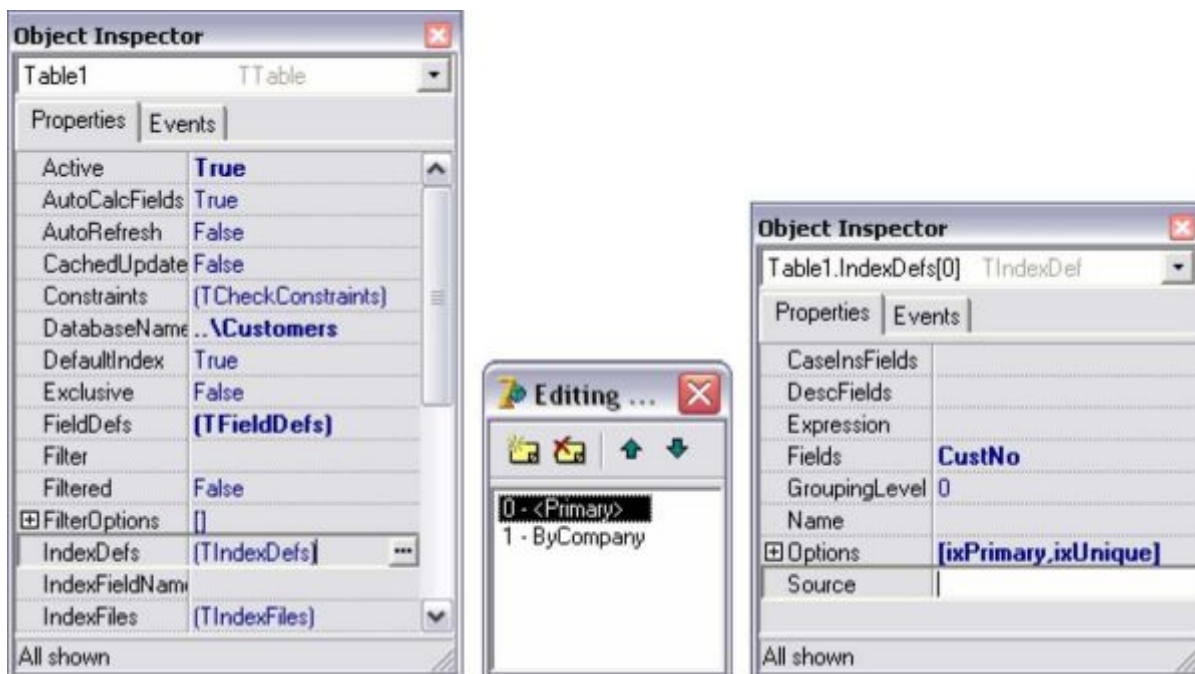 Object Inspector
Table1 TTable
Properties Events
Active True
AutoCalcFields True
AutoRefresh False
CachedUpdate False
Constraints (TCheckConstraints)
DatabaseName ..\Customers
DefaultIndex True
Exclusive False
FieldDefs (TFieldDefs)
Filter
Filtered False
FilterOptions []
IndexDefs (TIndexDefs)
IndexFieldNam
IndexFiles (TIndexFiles)
All shown
Editing ...
0 - <Primary>
1 - ByCompany
Object Inspector
Table1.IndexDefs[0] TIndexDef
Properties Events
CaseInsFields
DescFields
Expression
Fields CustNo
GroupingLevel 0
Name
Options [ixPrimary,ixUnique]
Source
All shown